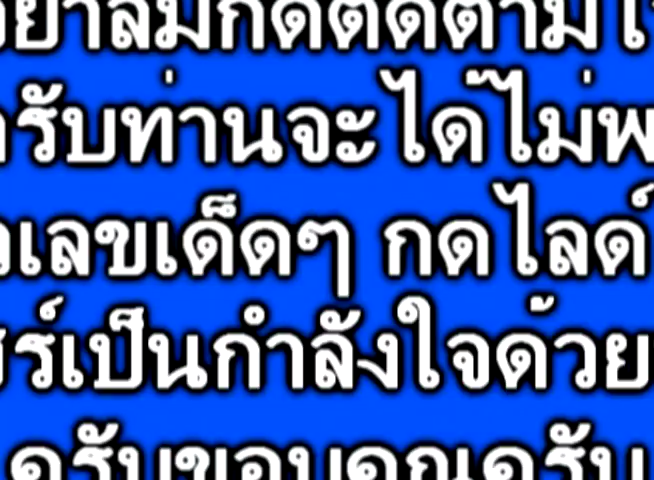 อย่าลืมกดติดตาม
ครับท่านจะได้ไม่พ
เลขเด็ดๆ กดไลด์
ร์เป็นกำลังใจด้วย
ครับขอบคุณครับ